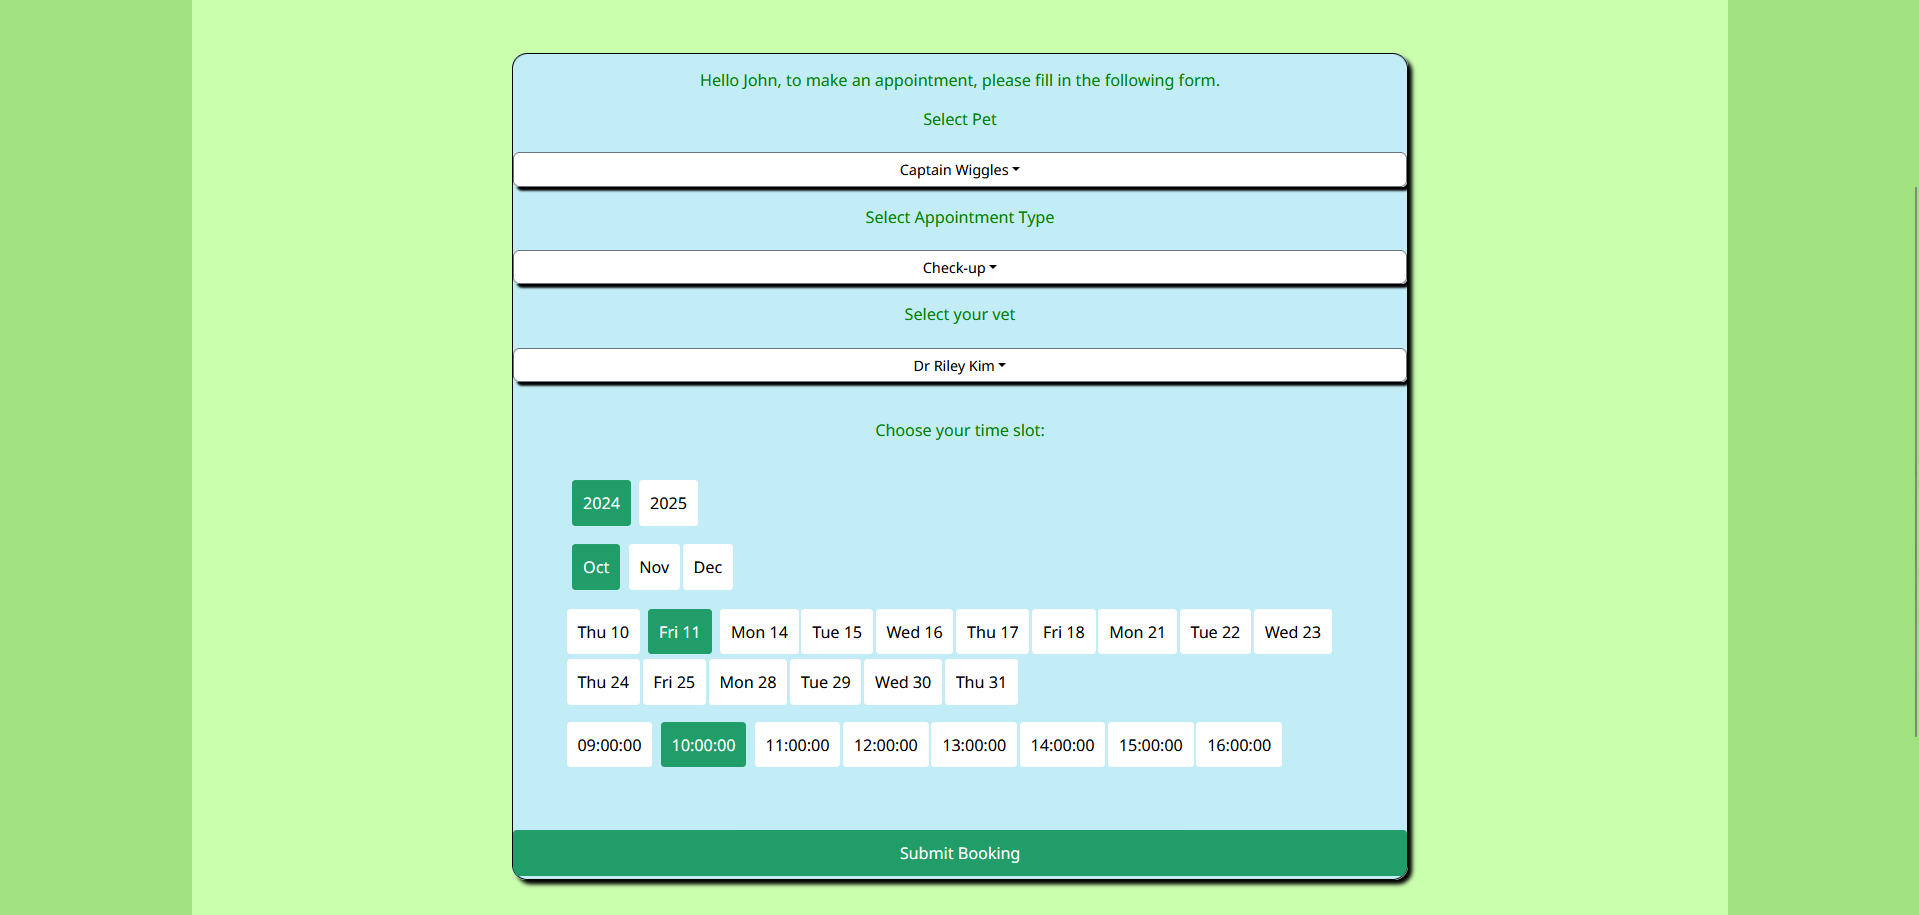 Hello John, to make an appointment, please fill in the following form.
Select Pet
Captain Wiggles
Select Appointment Type
Check-up
Select your vet
Dr Riley Kim
Choose your time slot:
2024 2025
Oct Nov Dec
Thu 10 Fri 11 Mon 14 Tue 15 Wed 16 Thu 17 Fri 18 Mon 21 Tue 22 Wed 23
Thu 24 Fri 25 Mon 28 Tue 29 Wed 30 Thu 31
09:00:00 10:00:00 11:00:00 12:00:00 13:00:00 14:00:00 15:00:00 16:00:00
Submit Booking